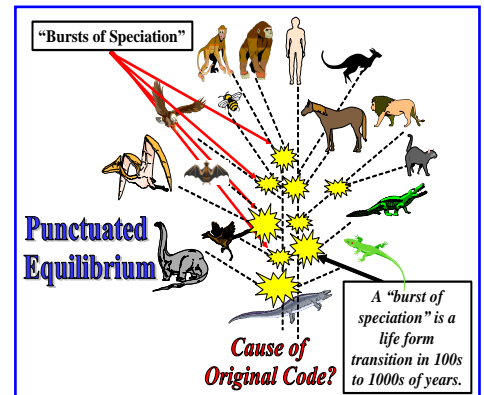 “Bursts of Speciation”
Punctuated
Equilibrium
A “burst of
speciation” is a
life form
transition in 100s
to 1000s of years.
Cause of
Original Code?